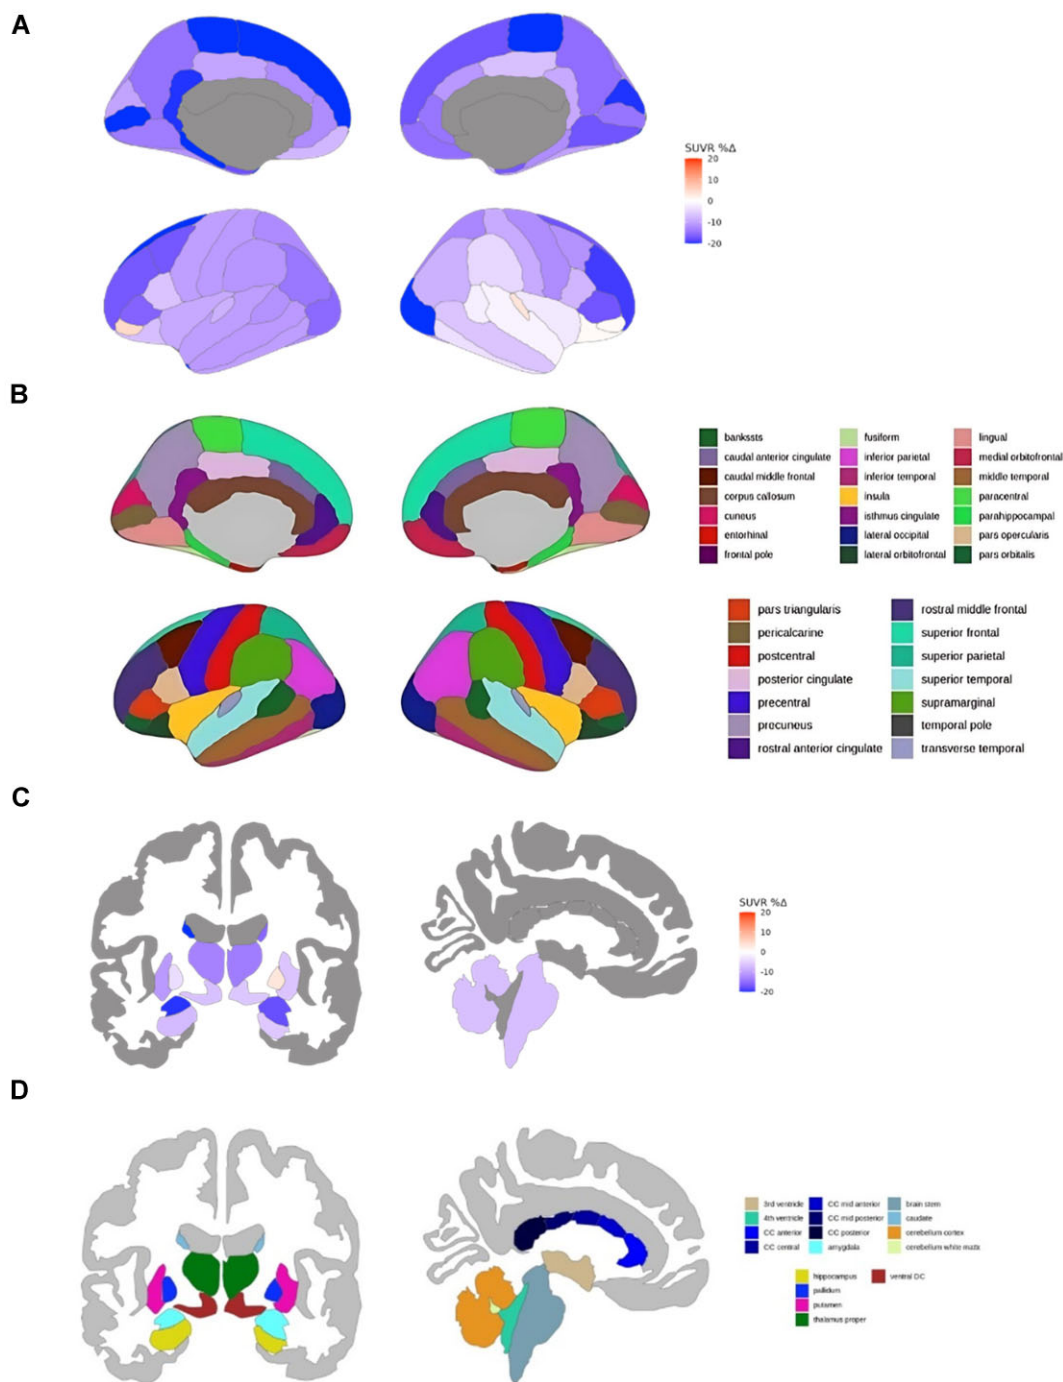 A
SUVR %Δ
20
10
0
-10
-20
B
bankssts
caudal anterior cingulate
caudal middle frontal
corpus callosum
cuneus
entorhinal
frontal pole
fusiform
inferior parietal
inferior temporal
insula
isthmus cingulate
lateral occipital
lateral orbitofrontal
lingual
medial orbitofrontal
middle temporal
paracentral
parahippocampal
pars opercularis
pars orbitalis
pars triangularis
pericalcarine
postcentral
posterior cingulate
precentral
precuneus
rostral anterior cingulate
rostral middle frontal
superior frontal
superior parietal
superior temporal
supramarginal
temporal pole
transverse temporal
C
SUVR %Δ
20
10
0
-10
-20
D
3rd ventricle
4th ventricle
CC anterior
CC central
CC mid anterior
CC mid posterior
CC posterior
amygdala
brain stem
caudate
cerebellum cortex
cerebellum white matix
hippocampus
pallidum
putamen
thalamus proper
ventral DC